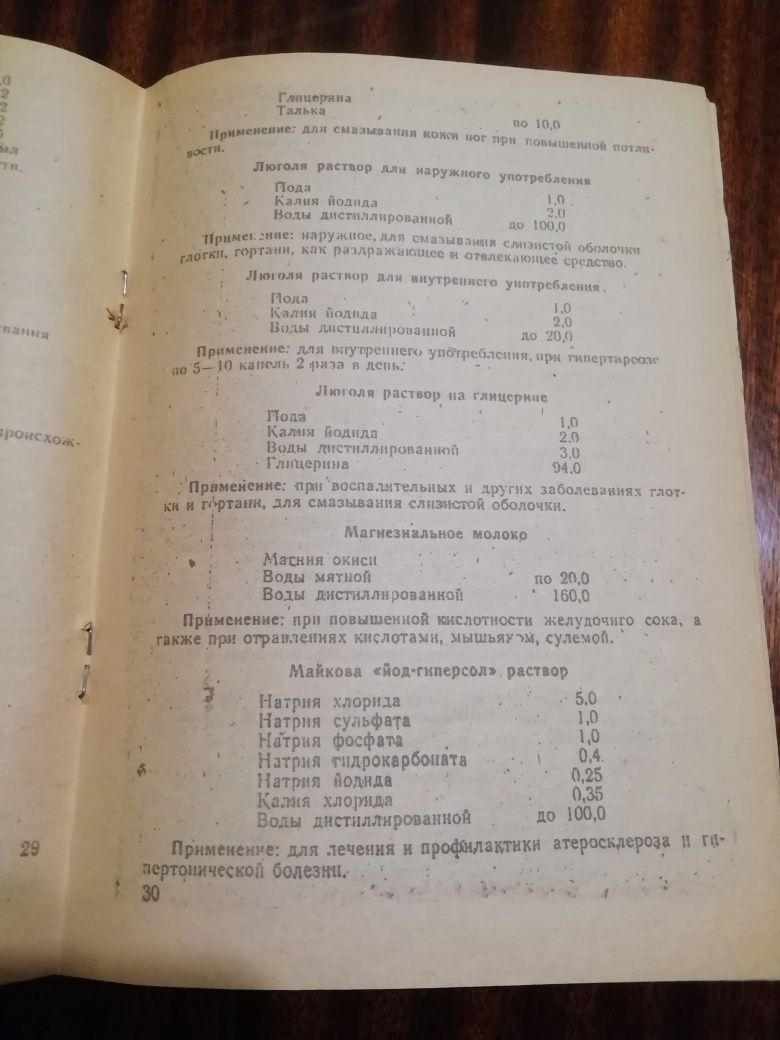 Глицерина
Талька
по 10,0
Применение: для смазывания кожи ног при повышенной потли-
вости.
Люголя раствор для наружного употребления
Йода 1,0
Калия йодида 2,0
Воды дистиллированной до 100,0
Применение: наружное, для смазывания слизистой оболочки
глотки, гортани, как раздражающее и отвлекающее средство.
Люголя раствор для внутреннего употребления.
Йода 1,0
Калия йодида 2,0
Воды дистиллированной до 20,0
Применение: для внутреннего употребления, при гипертиреозе
по 5—10 капель 2 раза в день.
Люголя раствор на глицерине
Йода 1,0
Калия йодида 2,0
Воды дистиллированной 3,0
Глицерина 94,0
Применение: при воспалительных и других заболеваниях глот-
ки и гортани, для смазывания слизистой оболочки.
Магнезиальное молоко
Магния окиси
Воды мятной по 20,0
Воды дистиллированной 160,0
Применение: при повышенной кислотности желудочнго сока, а
также при отравлениях кислотами, мышьяком, сулемой.
Майкова «йод-гиперсол» раствор
Натрия хлорида 5,0
Натрия сульфата 1,0
Натрия фосфата 1,0
Натрия гидрокарбоната 0,4
Натрия йодида 0,25
Калия хлорида 0,35
Воды дистиллированной до 100,0
Применение: для лечения и профилактики атеросклероза и ги-
пертонической болезни.
30
29